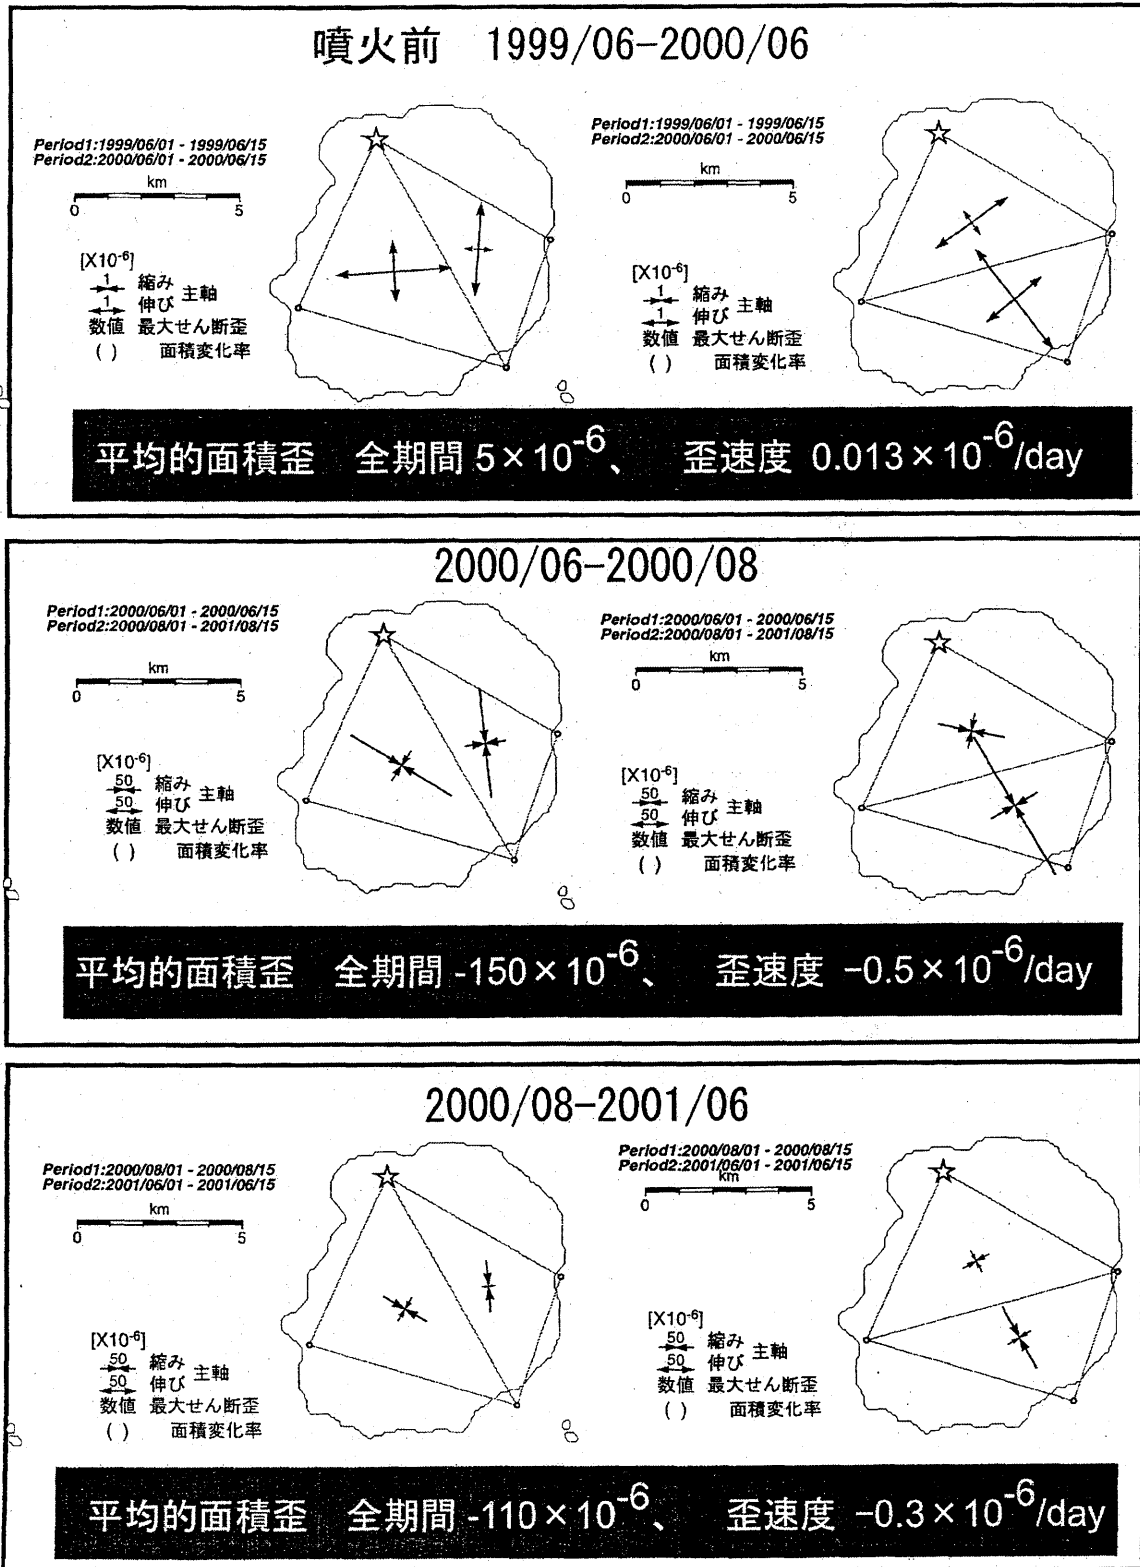 噴火前 1999/06-2000/06
Period1:1999/06/01 - 1999/06/15
Period2:2000/06/01 - 2000/06/15
km
0 5
[X10-6]
1 縮み
1 伸び 主軸
数値 最大せん断歪
( ) 面積変化率
Period1:1999/06/01 - 1999/06/15
Period2:2000/06/01 - 2000/06/15
km
0 5
[X10-6]
1 縮み
1 伸び 主軸
数値 最大せん断歪
( ) 面積変化率
平均的面積歪 全期間 5×10-6、 歪速度 0.013×10-6/day
2000/06-2000/08
Period1:2000/06/01 - 2000/06/15
Period2:2000/08/01 - 2001/08/15
km
0 5
[X10-6]
50 縮み
50 伸び 主軸
数値 最大せん断歪
( ) 面積変化率
Period1:2000/06/01 - 2000/06/15
Period2:2000/08/01 - 2001/08/15
km
0 5
[X10-6]
50 縮み
50 伸び 主軸
数値 最大せん断歪
( ) 面積変化率
平均的面積歪 全期間 -150×10-6、 歪速度 -0.5×10-6/day
2000/08-2001/06
Period1:2000/08/01 - 2000/08/15
Period2:2001/06/01 - 2001/06/15
km
0 5
[X10-6]
50 縮み
50 伸び 主軸
数値 最大せん断歪
( ) 面積変化率
Period1:2000/08/01 - 2000/08/15
Period2:2001/06/01 - 2001/06/15
km
0 5
[X10-6]
50 縮み
50 伸び 主軸
数値 最大せん断歪
( ) 面積変化率
平均的面積歪 全期間 -110×10-6、 歪速度 -0.3×10-6/day